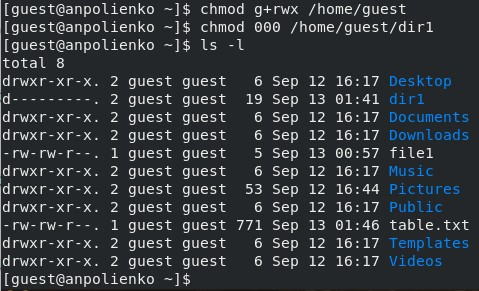 [guest@anpolienko ~]$ chmod g+rwx /home/guest
[guest@anpolienko ~]$ chmod 000 /home/guest/dir1
[guest@anpolienko ~]$ ls -l
total 8
drwxr-xr-x. 2 guest guest   6 Sep 12 16:17 Desktop
d---------. 2 guest guest  19 Sep 13 01:41 dir1
drwxr-xr-x. 2 guest guest   6 Sep 12 16:17 Documents
drwxr-xr-x. 2 guest guest   6 Sep 12 16:17 Downloads
-rw-rw-r--. 1 guest guest   5 Sep 13 00:57 file1
drwxr-xr-x. 2 guest guest   6 Sep 12 16:17 Music
drwxr-xr-x. 2 guest guest  53 Sep 12 16:44 Pictures
drwxr-xr-x. 2 guest guest   6 Sep 12 16:17 Public
-rw-rw-r--. 1 guest guest 771 Sep 13 01:46 table.txt
drwxr-xr-x. 2 guest guest   6 Sep 12 16:17 Templates
drwxr-xr-x. 2 guest guest   6 Sep 12 16:17 Videos
[guest@anpolienko ~]$